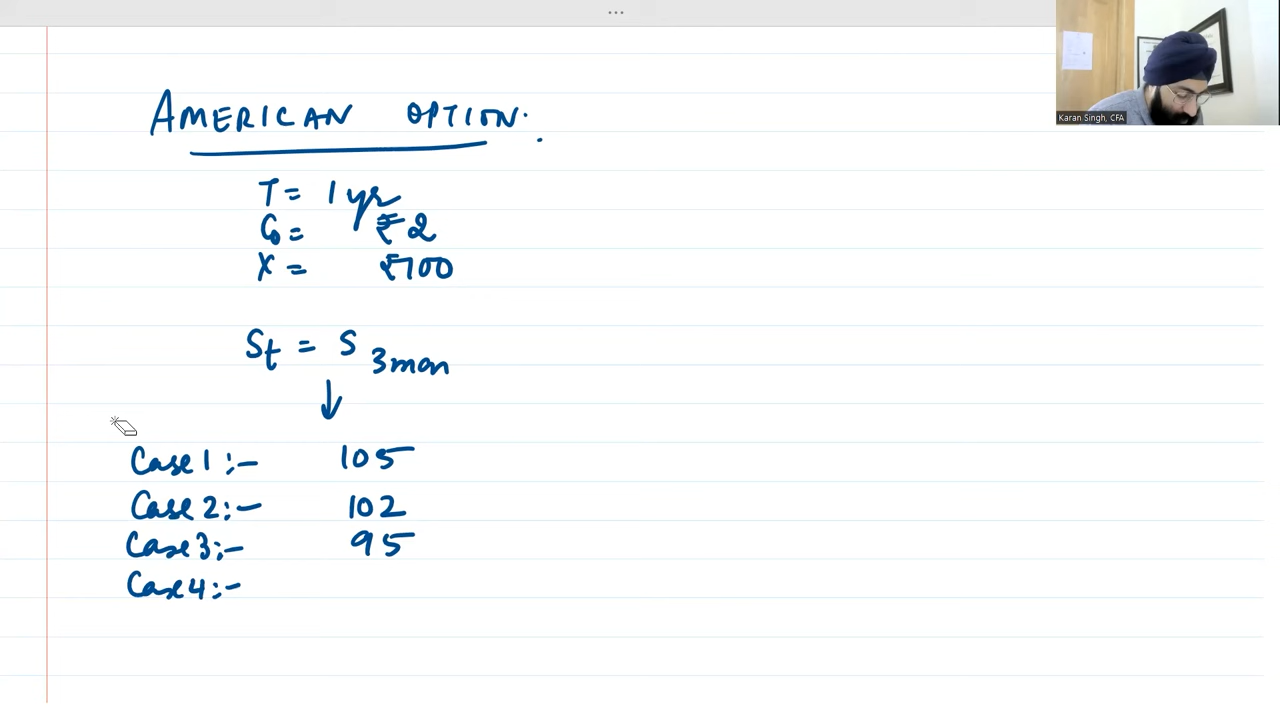 AMERICAN OPTION.
Karan Singh, CFA
T = 1 yr
C₀ = ₹2
X = ₹100
St = S 3mon
↓
Case 1 :- 105
Case 2 :- 102
Case 3 :- 95
Case 4 :-